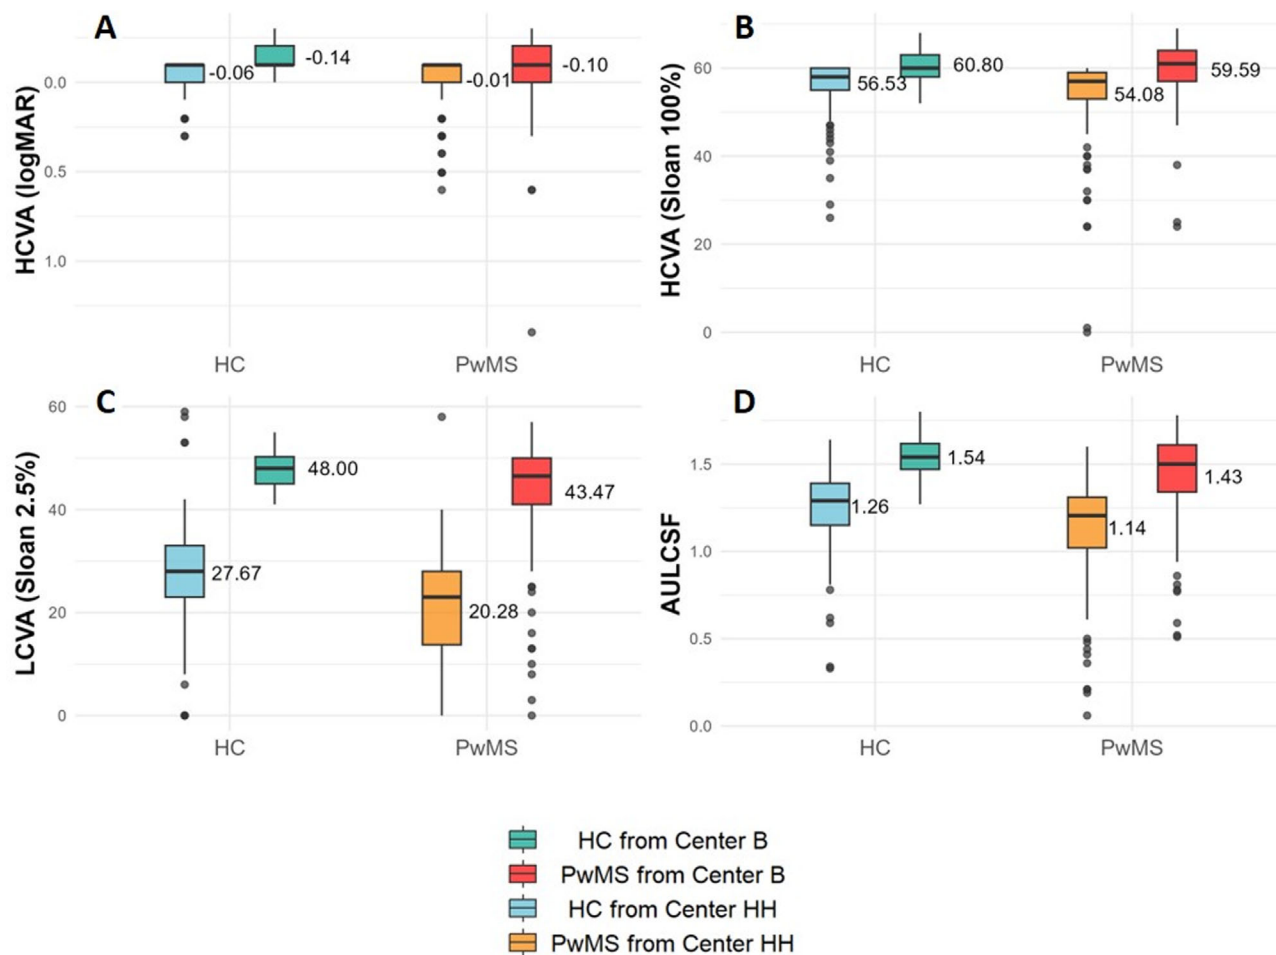 A
HCVA (logMAR)
0.0
0.5
1.0
-0.06
-0.14
-0.01
-0.10
HC
PwMS
B
HCVA (Sloan 100%)
60
40
20
0
56.53
60.80
54.08
59.59
HC
PwMS
C
LCVA (Sloan 2.5%)
60
40
20
0
27.67
48.00
20.28
43.47
HC
PwMS
D
AULCSF
1.5
1.0
0.5
0.0
1.26
1.54
1.14
1.43
HC
PwMS
HC from Center B
PwMS from Center B
HC from Center HH
PwMS from Center HH